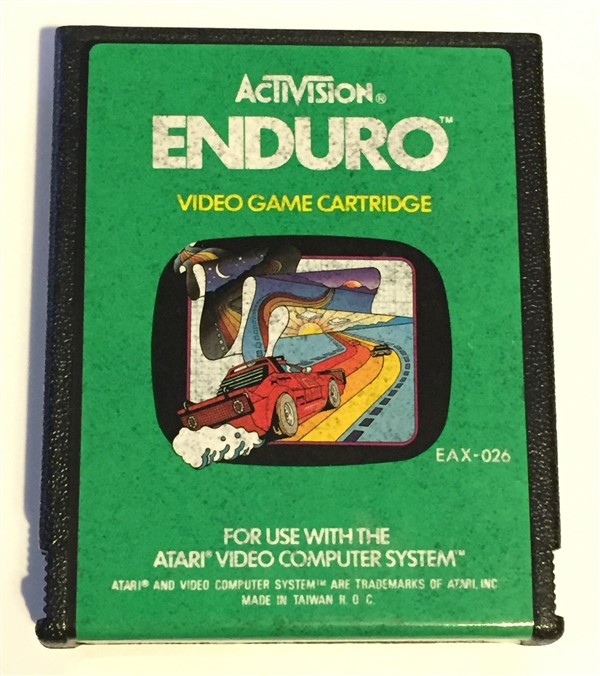 ACTIVISION®
ENDURO™
VIDEO GAME CARTRIDGE
EAX-026
FOR USE WITH THE
ATARI® VIDEO COMPUTER SYSTEM™
ATARI® AND VIDEO COMPUTER SYSTEM™ ARE TRADEMARKS OF ATARI, INC
MADE IN TAIWAN R. O. C.